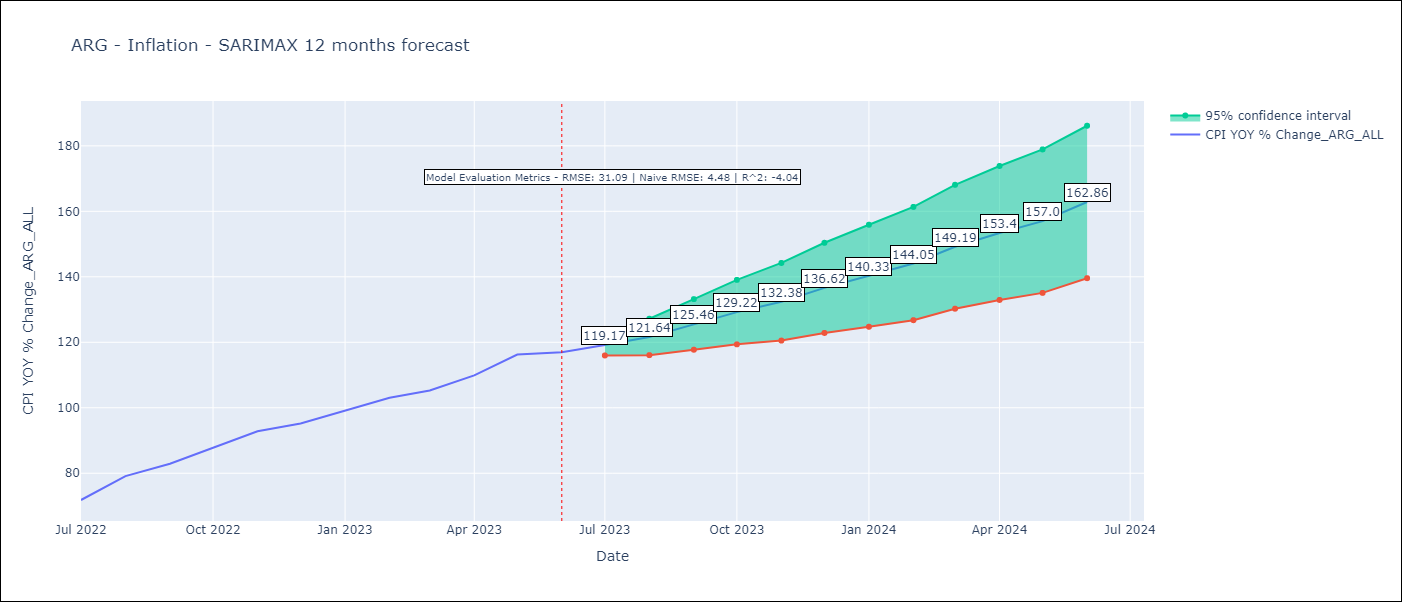 ARG - Inflation - SARIMAX 12 months forecast
95% confidence interval
CPI YOY % Change_ARG_ALL
Model Evaluation Metrics - RMSE: 31.09 | Naive RMSE: 4.48 | R^2: -4.04
CPI YOY % Change_ARG_ALL
180
160
140
120
100
80
119.17
121.64
125.46
129.22
132.38
136.62
140.33
144.05
149.19
153.4
157.0
162.86
Jul 2022
Oct 2022
Jan 2023
Apr 2023
Jul 2023
Oct 2023
Jan 2024
Apr 2024
Jul 2024
Date